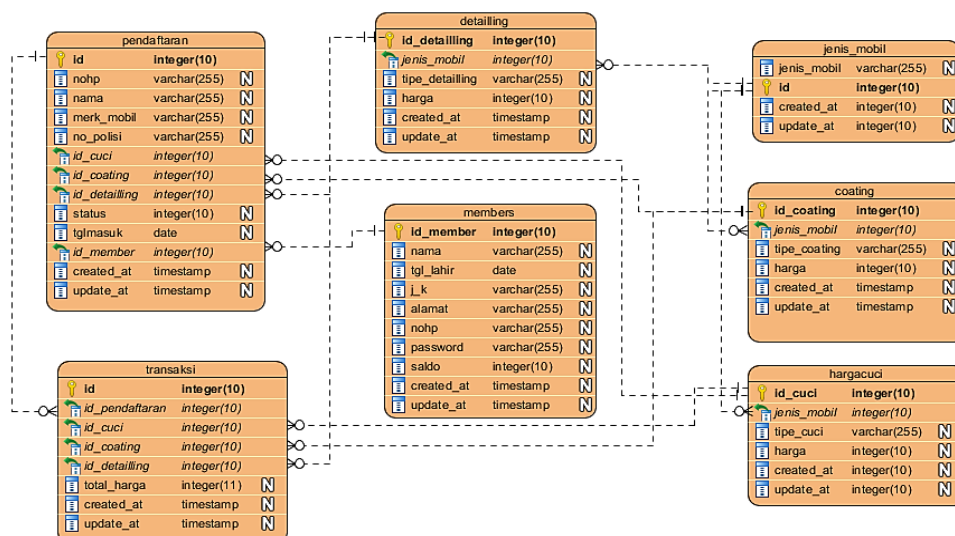 pendaftaran
id integer(10)
nohp varchar(255) N
nama varchar(255) N
merk_mobil varchar(255) N
no_polisi varchar(255) N
id_cuci integer(10)
id_coating integer(10)
id_detailling integer(10)
status integer(10) N
tglmasuk date N
id_member integer(10)
created_at timestamp N
update_at timestamp N
detailling
id_detailling integer(10)
jenis_mobil integer(10)
tipe_detailling varchar(255) N
harga integer(10) N
created_at timestamp N
update_at timestamp N
jenis_mobil
jenis_mobil varchar(255) N
id integer(10)
created_at integer(10) N
update_at integer(10) N
members
id_member integer(10)
nama varchar(255) N
tgl_lahir date N
j_k varchar(255) N
alamat varchar(255) N
nohp varchar(255) N
password varchar(255) N
saldo integer(10) N
created_at timestamp N
update_at timestamp N
coating
id_coating integer(10)
jenis_mobil integer(10)
tipe_coating varchar(255) N
harga integer(10) N
created_at timestamp N
update_at timestamp N
transaksi
id integer(10)
id_pendaftaran integer(10)
id_cuci integer(10)
id_coating integer(10)
id_detailling integer(10)
total_harga integer(11) N
created_at timestamp N
update_at timestamp N
hargacuci
id_cuci integer(10)
jenis_mobil integer(10)
tipe_cuci varchar(255) N
harga integer(10) N
created_at integer(10) N
update_at integer(10) N